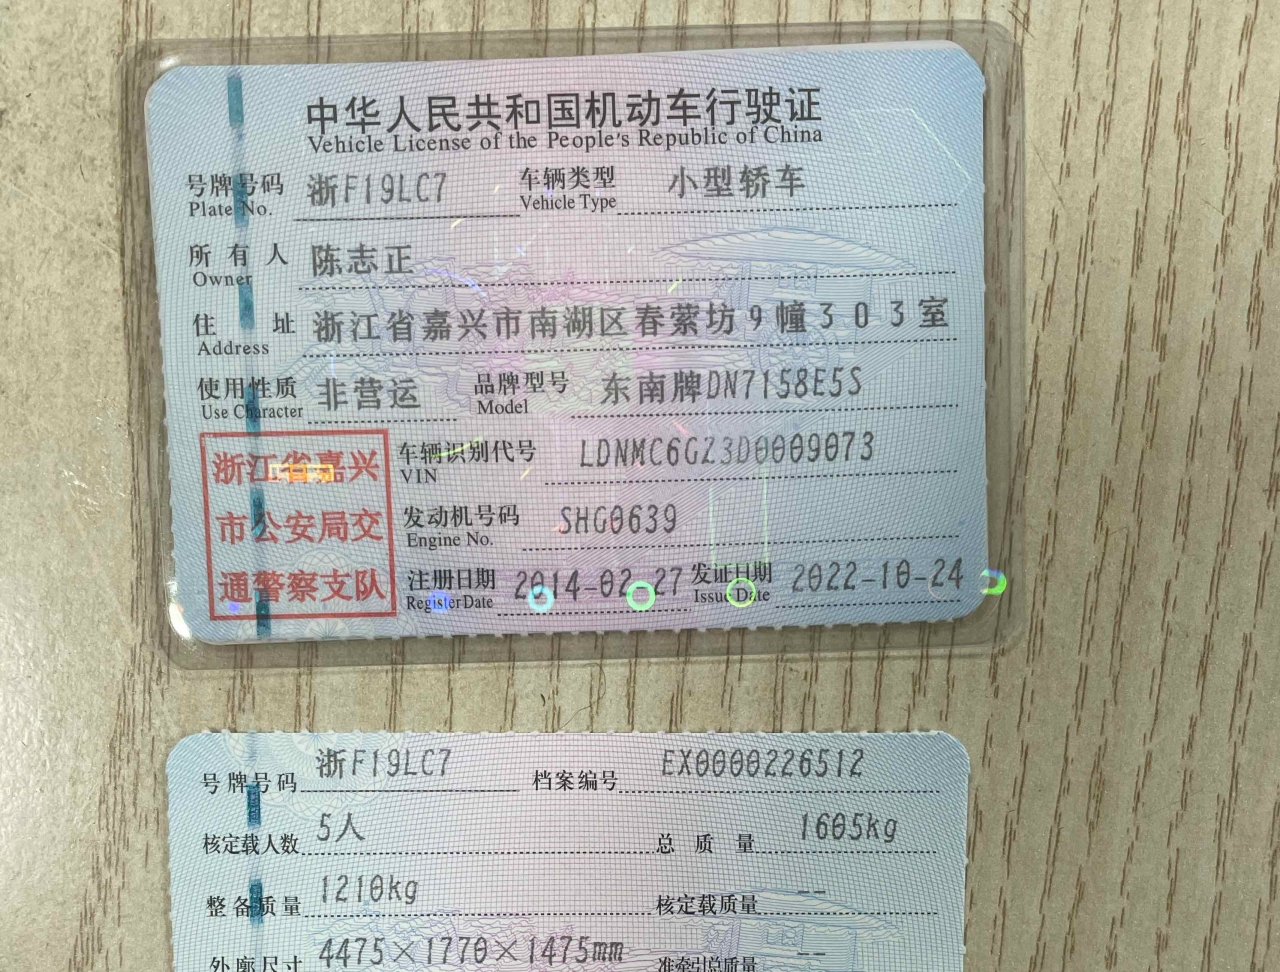 中华人民共和国机动车行驶证
Vehicle License of the People's Republic of China
号牌号码 浙F19LC7 车辆类型 小型轿车
Plate No. Vehicle Type
所有人 陈志正
Owner
住址 浙江省嘉兴市南湖区春萦坊9幢303室
Address
使用性质 非营运 品牌型号 东南牌DN7158E5S
Use Character Model
浙江省嘉兴 车辆识别代号 LDNMC6GZ3D0009073
VIN
市公安局交 发动机号码 SHG0639
Engine No.
通警察支队 注册日期 2014-02-27 发证日期 2022-10-24
Register Date Issue Date
号牌号码 浙F19LC7 档案编号 EX0000226512
核定载人数 5人 总质量 1605kg
整备质量 1210kg 核定载质量 --
外廓尺寸 4475×1770×1475mm 准牵引总质量 --